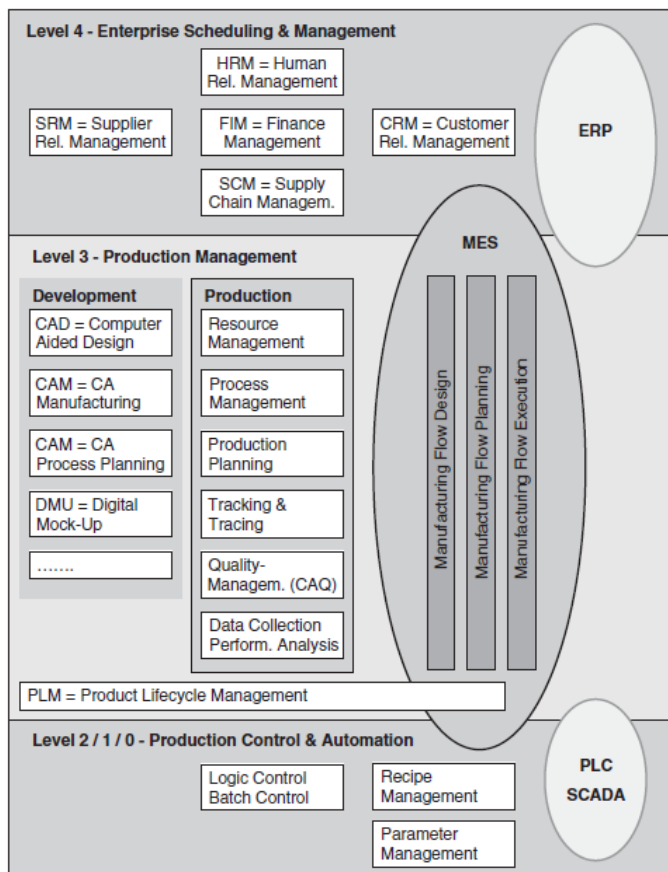 Level 4 - Enterprise Scheduling & Management
HRM = Human
Rel. Management
SRM = Supplier
Rel. Management
FIM = Finance
Management
CRM = Customer
Rel. Management
ERP
SCM = Supply
Chain Managem.
Level 3 - Production Management
MES
Development
CAD = Computer
Aided Design
CAM = CA
Manufacturing
CAM = CA
Process Planning
DMU = Digital
Mock-Up
.......
Production
Resource
Management
Process
Management
Production
Planning
Tracking &
Tracing
Quality-
Managem. (CAQ)
Data Collection
Perform. Analysis
Manufacturing Flow Design
Manufacturing Flow Planning
Manufacturing Flow Execution
PLM = Product Lifecycle Management
Level 2 / 1 / 0 - Production Control & Automation
Logic Control
Batch Control
Recipe
Management
Parameter
Management
PLC
SCADA